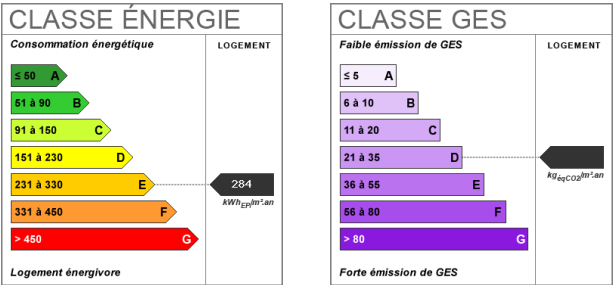 CLASSE ÉNERGIE
Consommation énergétique
LOGEMENT
≤ 50 A
51 à 90 B
91 à 150 C
151 à 230 D
231 à 330 E
284
kWhEP/m².an
331 à 450 F
> 450 G
Logement énergivore
CLASSE GES
Faible émission de GES
LOGEMENT
≤ 5 A
6 à 10 B
11 à 20 C
21 à 35 D
kgéqCO2/m².an
36 à 55 E
56 à 80 F
> 80 G
Forte émission de GES